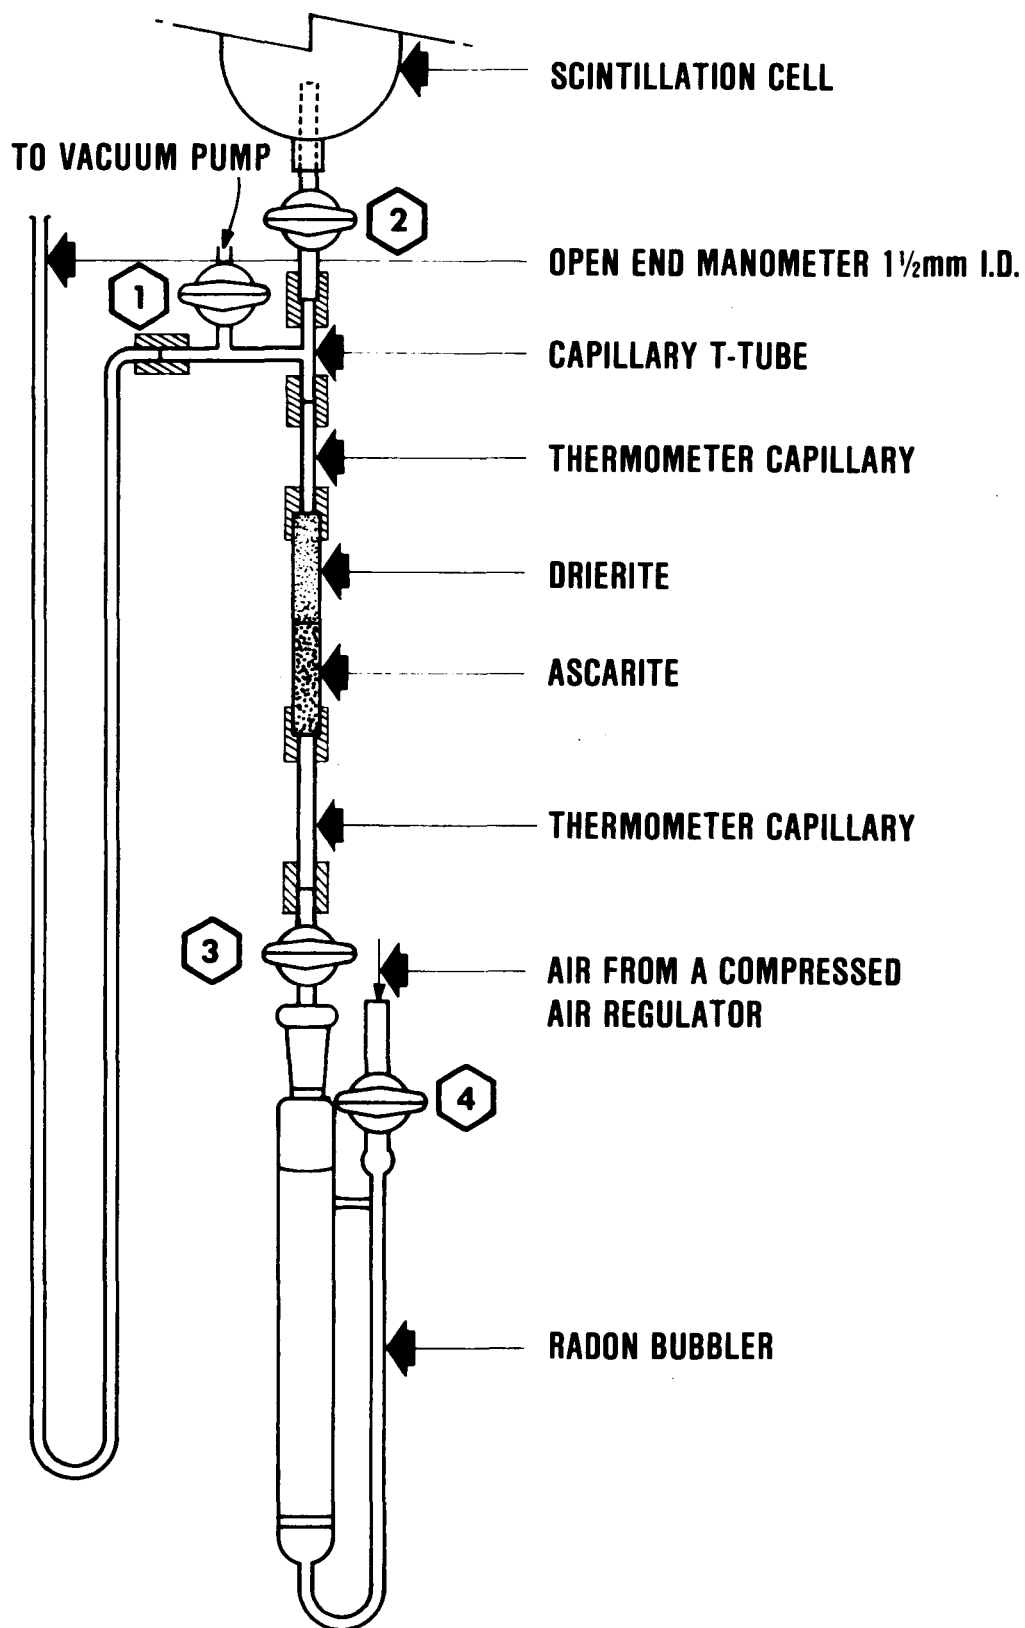 SCINTILLATION CELL
TO VACUUM PUMP
2
OPEN END MANOMETER 1½mm I.D.
1
CAPILLARY T-TUBE
THERMOMETER CAPILLARY
DRIERITE
ASCARITE
THERMOMETER CAPILLARY
3
AIR FROM A COMPRESSED
AIR REGULATOR
4
RADON BUBBLER